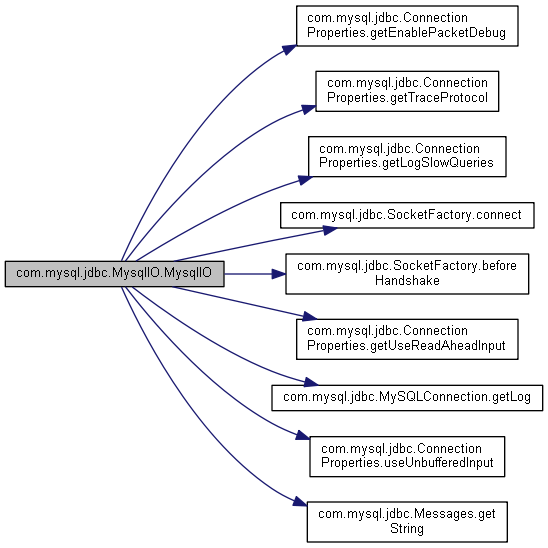 com.mysql.jdbc.Connection
Properties.getEnablePacketDebug
com.mysql.jdbc.Connection
Properties.getTraceProtocol
com.mysql.jdbc.Connection
Properties.getLogSlowQueries
com.mysql.jdbc.SocketFactory.connect
com.mysql.jdbc.MysqlIO.MysqlIO
com.mysql.jdbc.SocketFactory.before
Handshake
com.mysql.jdbc.Connection
Properties.getUseReadAheadInput
com.mysql.jdbc.MySQLConnection.getLog
com.mysql.jdbc.Connection
Properties.useUnbufferedInput
com.mysql.jdbc.Messages.get
String